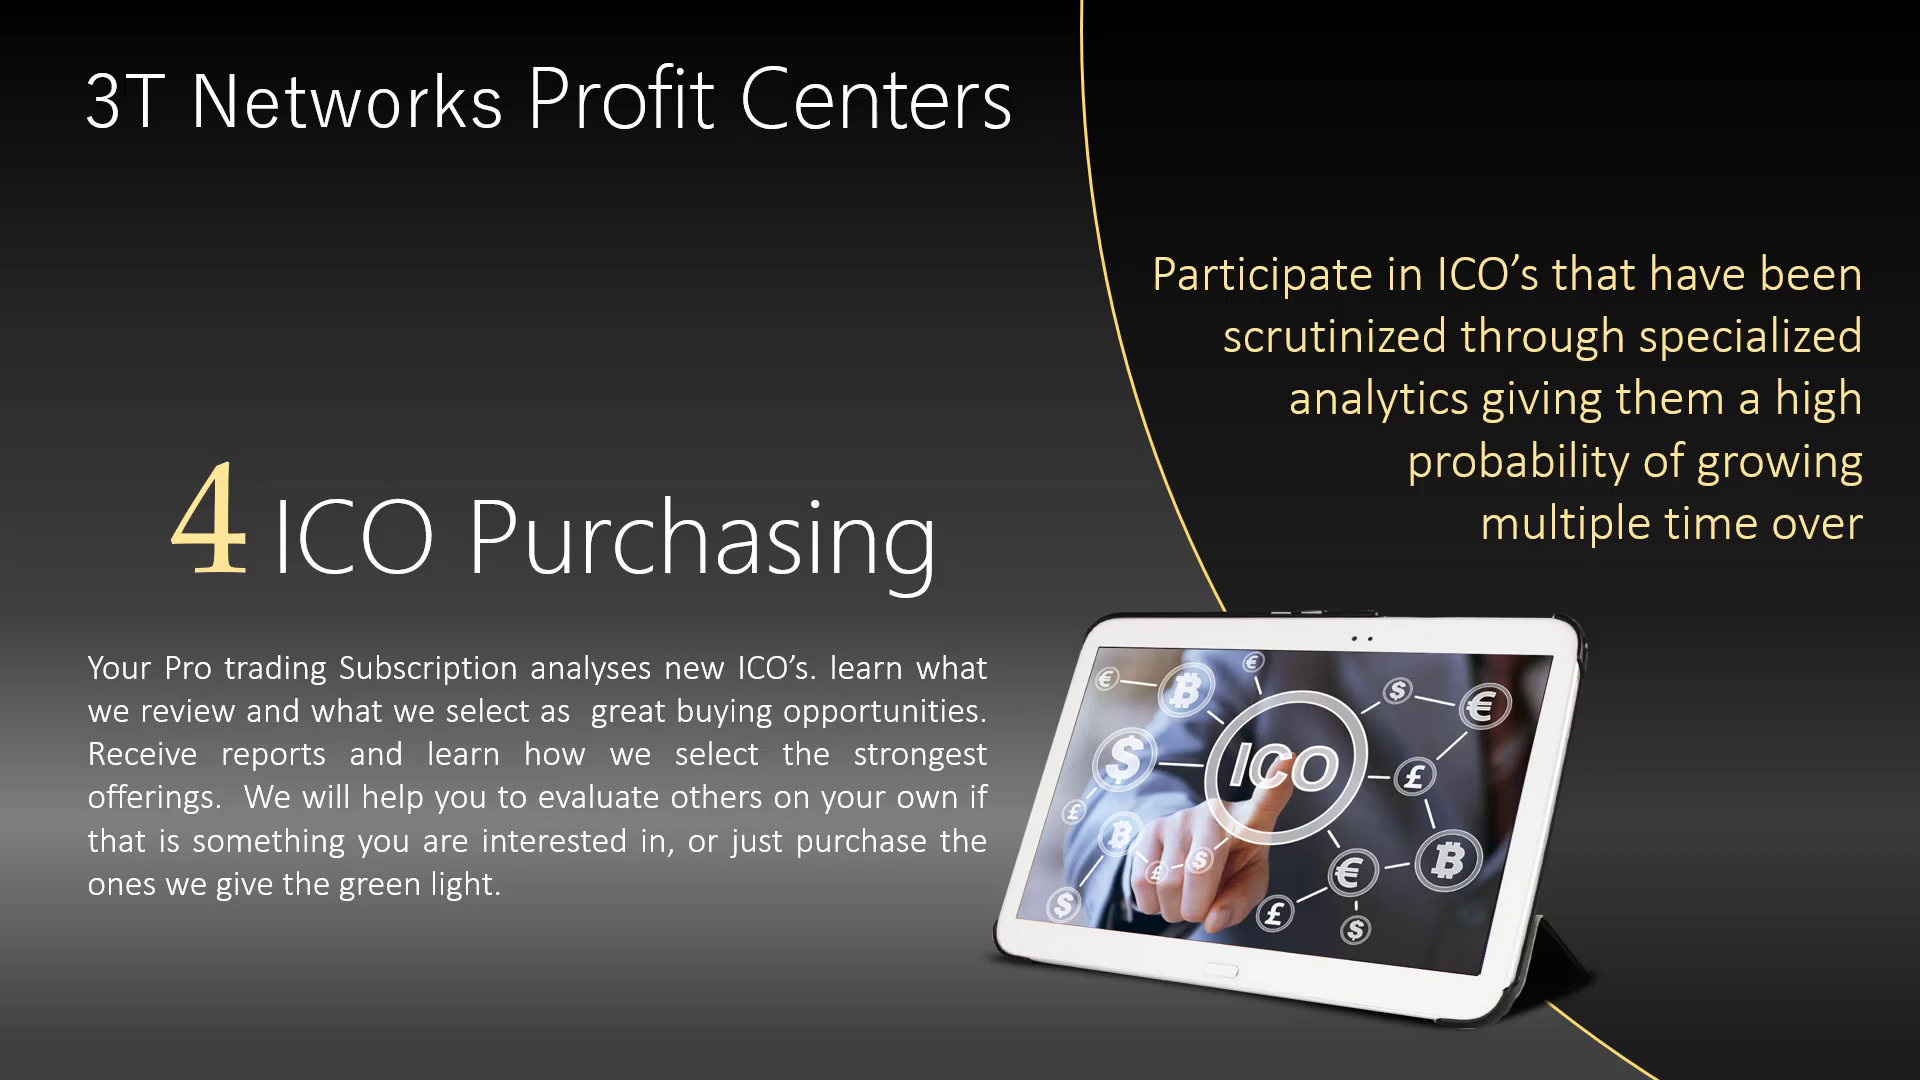 3T Networks Profit Centers
Participate in ICO’s that have been
scrutinized through specialized
analytics giving them a high
probability of growing
multiple time over
4 ICO Purchasing
Your Pro trading Subscription analyses new ICO’s. learn what
we review and what we select as  great buying opportunities.
Receive reports and learn how we select the strongest
offerings.  We will help you to evaluate others on your own if
that is something you are interested in, or just purchase the
ones we give the green light.
ICO